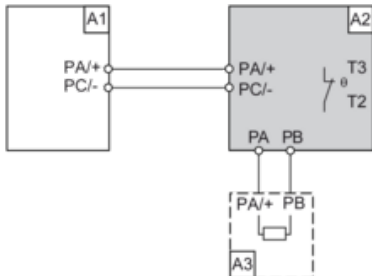 A1
A2
PA/+
PC/-
PA/+
PC/-
T3
θ
T2
PA PB
PA/+ PB
A3